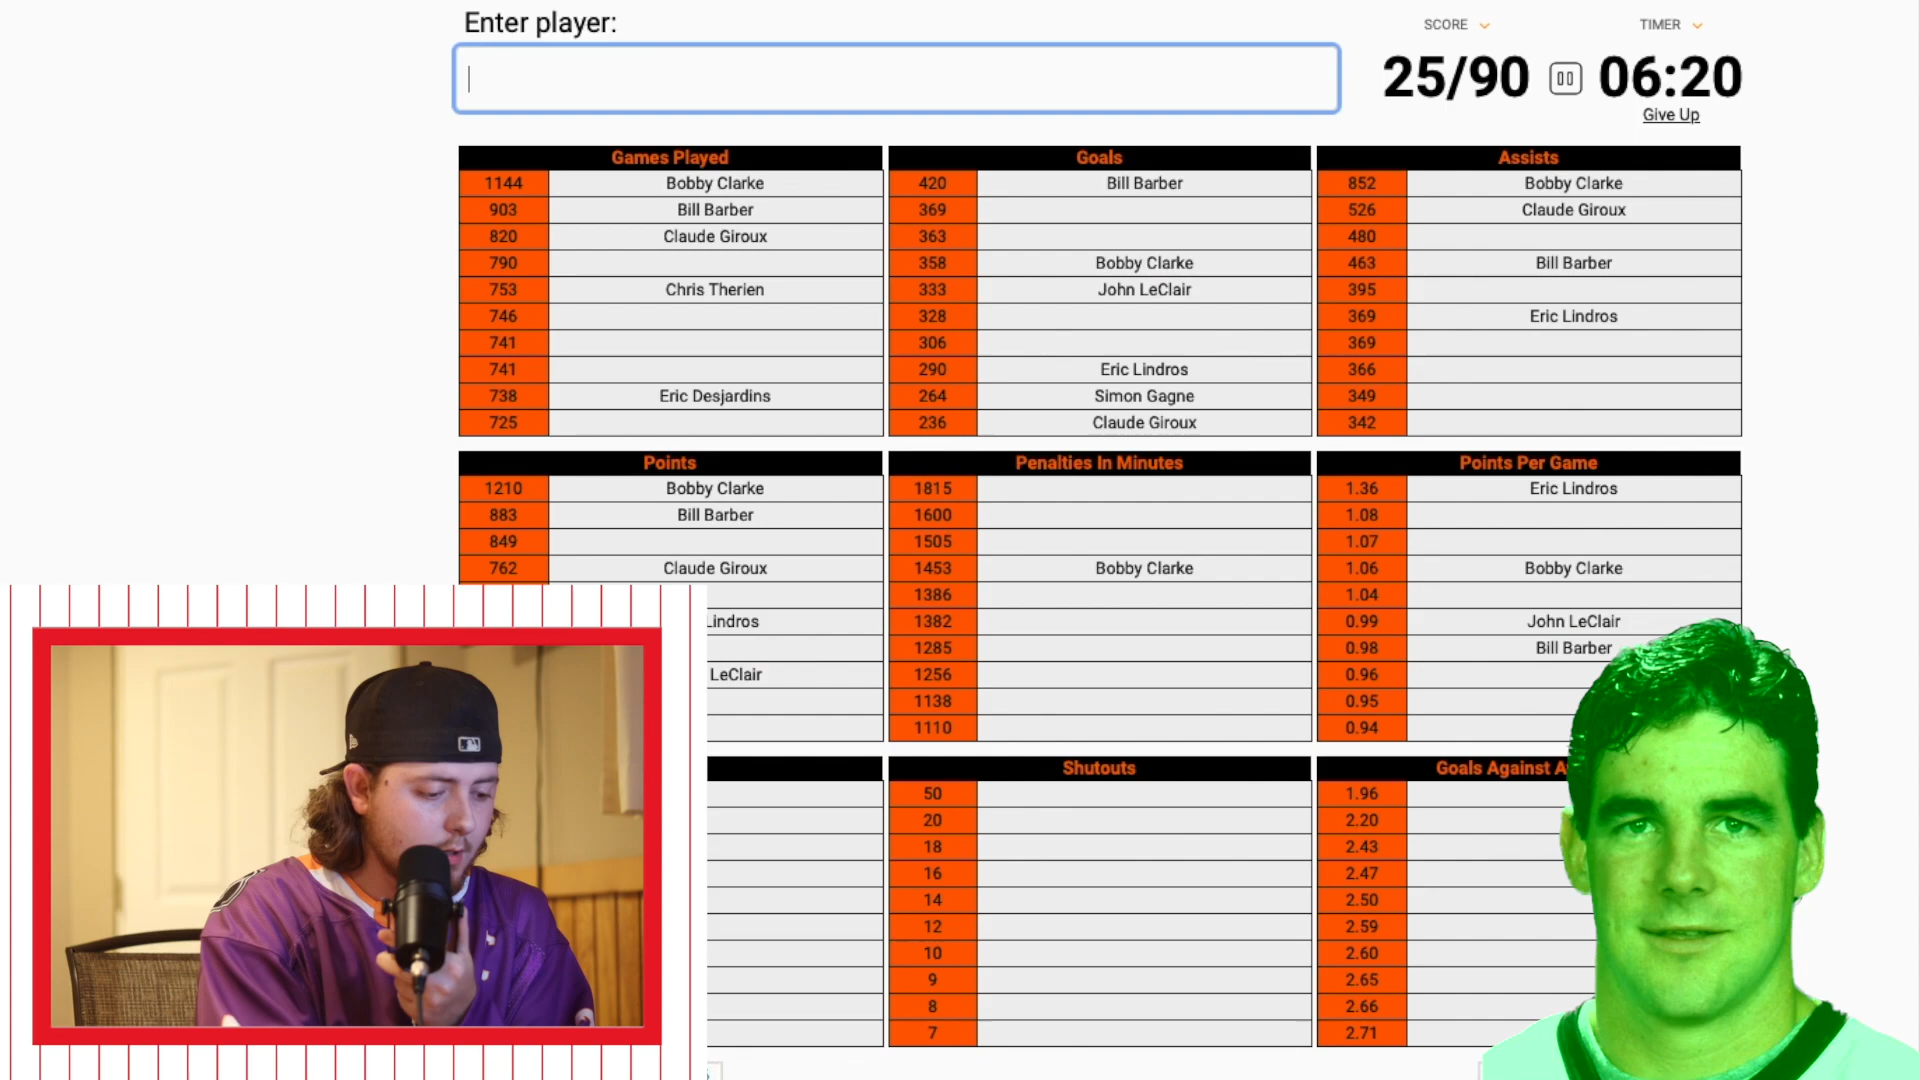 Enter player:
SCORE
TIMER
25/90
06:20
Give Up
Games Played
1144 Bobby Clarke
903 Bill Barber
820 Claude Giroux
790
753 Chris Therien
746
741
741
738 Eric Desjardins
725
Goals
420 Bill Barber
369
363
358 Bobby Clarke
333 John LeClair
328
306
290 Eric Lindros
264 Simon Gagne
236 Claude Giroux
Assists
852 Bobby Clarke
526 Claude Giroux
480
463 Bill Barber
395
369 Eric Lindros
369
366
349
342
Points
1210 Bobby Clarke
883 Bill Barber
849
762 Claude Giroux
Lindros
LeClair
Penalties In Minutes
1815
1600
1505
1453 Bobby Clarke
1386
1382
1285
1256
1138
1110
Points Per Game
1.36 Eric Lindros
1.08
1.07
1.06 Bobby Clarke
1.04
0.99 John LeClair
0.98 Bill Barber
0.96
0.95
0.94
Shutouts
50
20
18
16
14
12
10
9
8
7
Goals Against
1.96
2.20
2.43
2.47
2.50
2.59
2.60
2.65
2.66
2.71